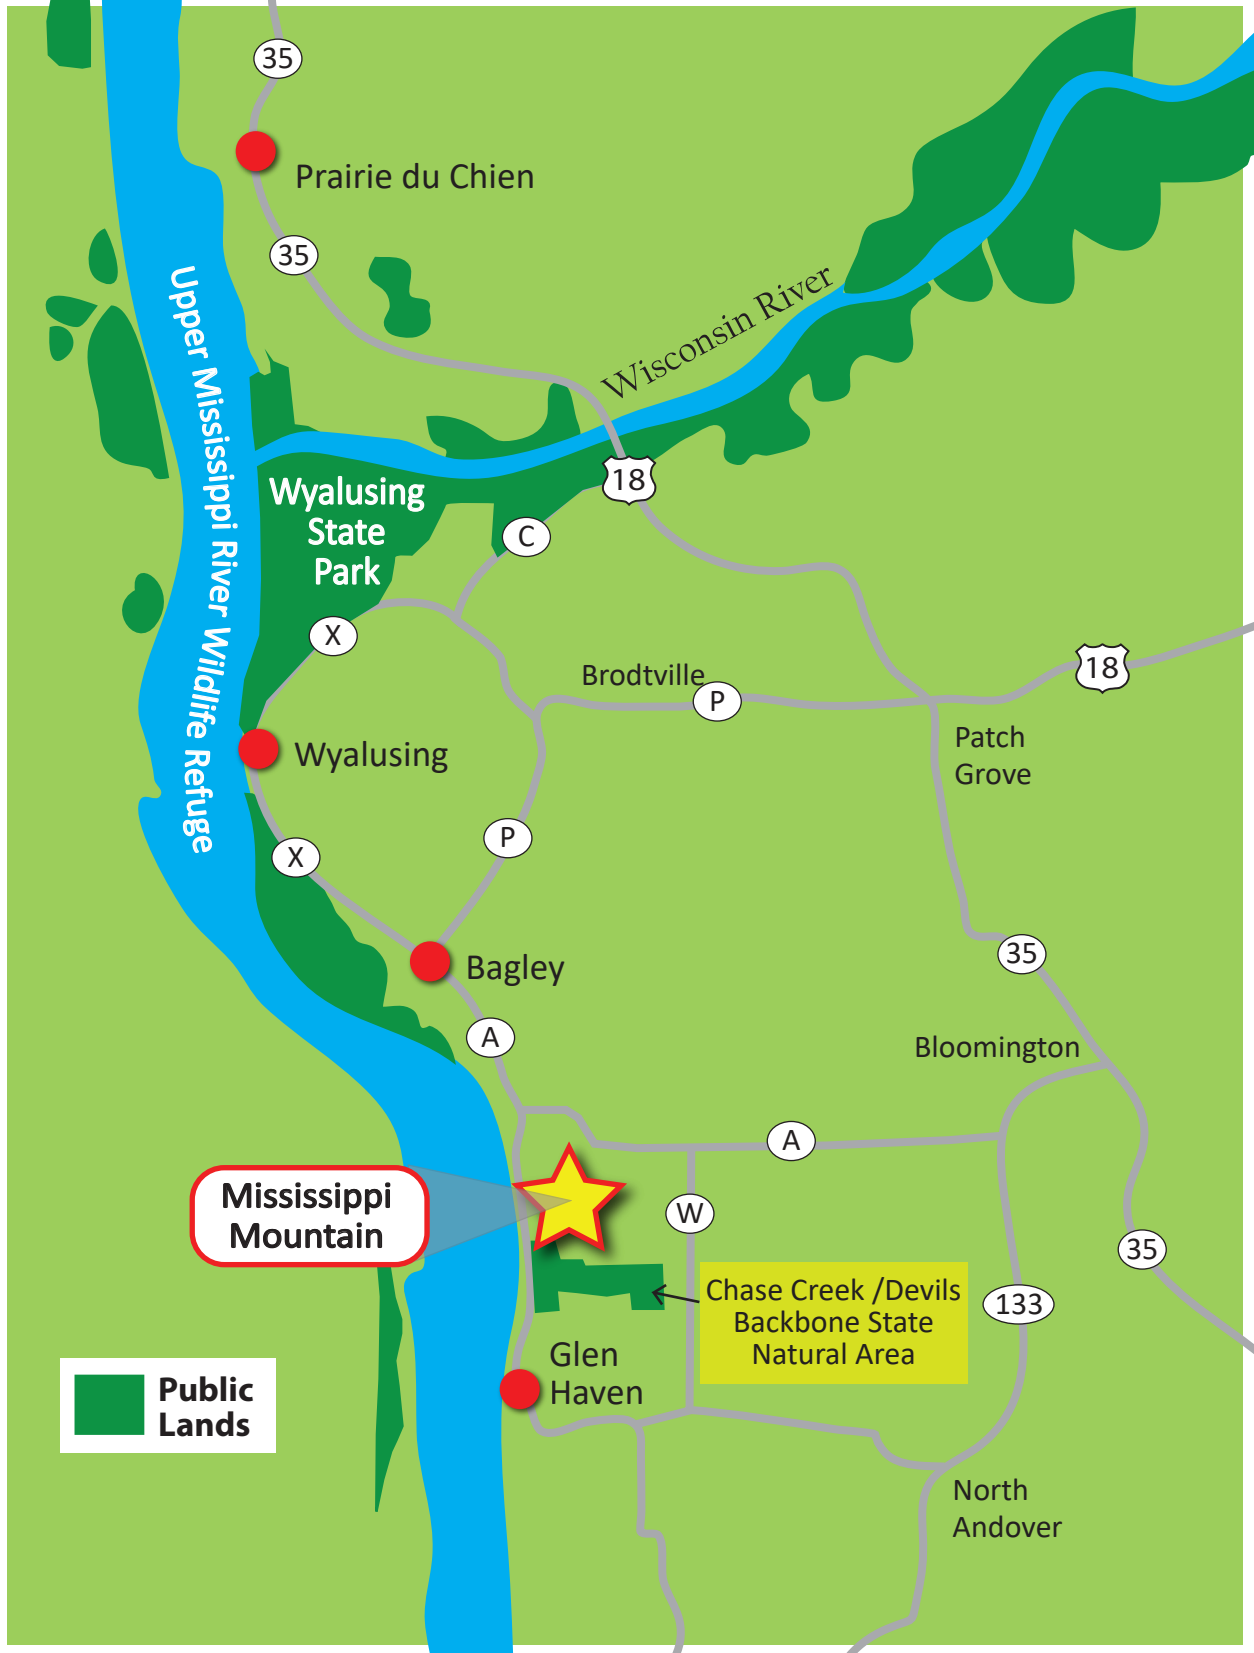 35
Prairie du Chien
35
Upper Mississippi River Wildlife Refuge
Wisconsin River
18
Wyalusing
State
Park
C
X
Brodtville
P
18
Patch
Grove
Wyalusing
P
X
35
Bagley
A
Bloomington
A
Mississippi
Mountain
W
35
Chase Creek /Devils
Backbone State
Natural Area
133
Glen
Haven
Public
Lands
North
Andover